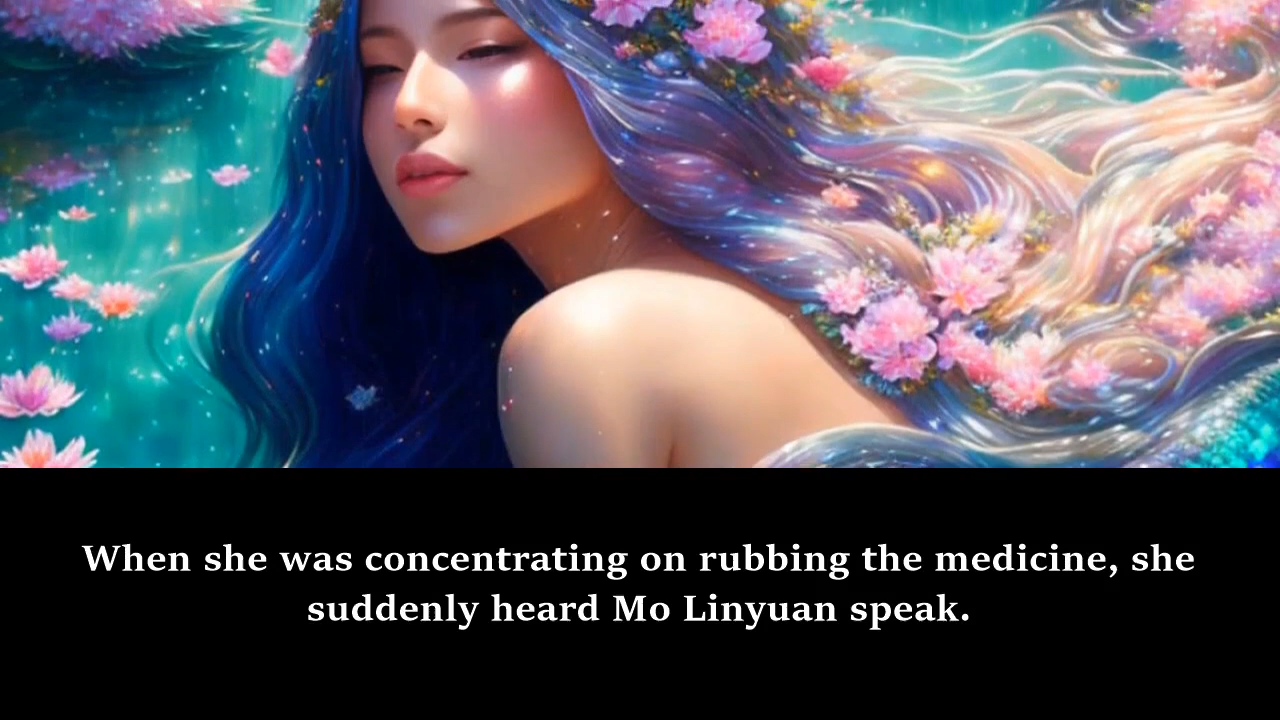 When she was concentrating on rubbing the medicine, she
suddenly heard Mo Linyuan speak.